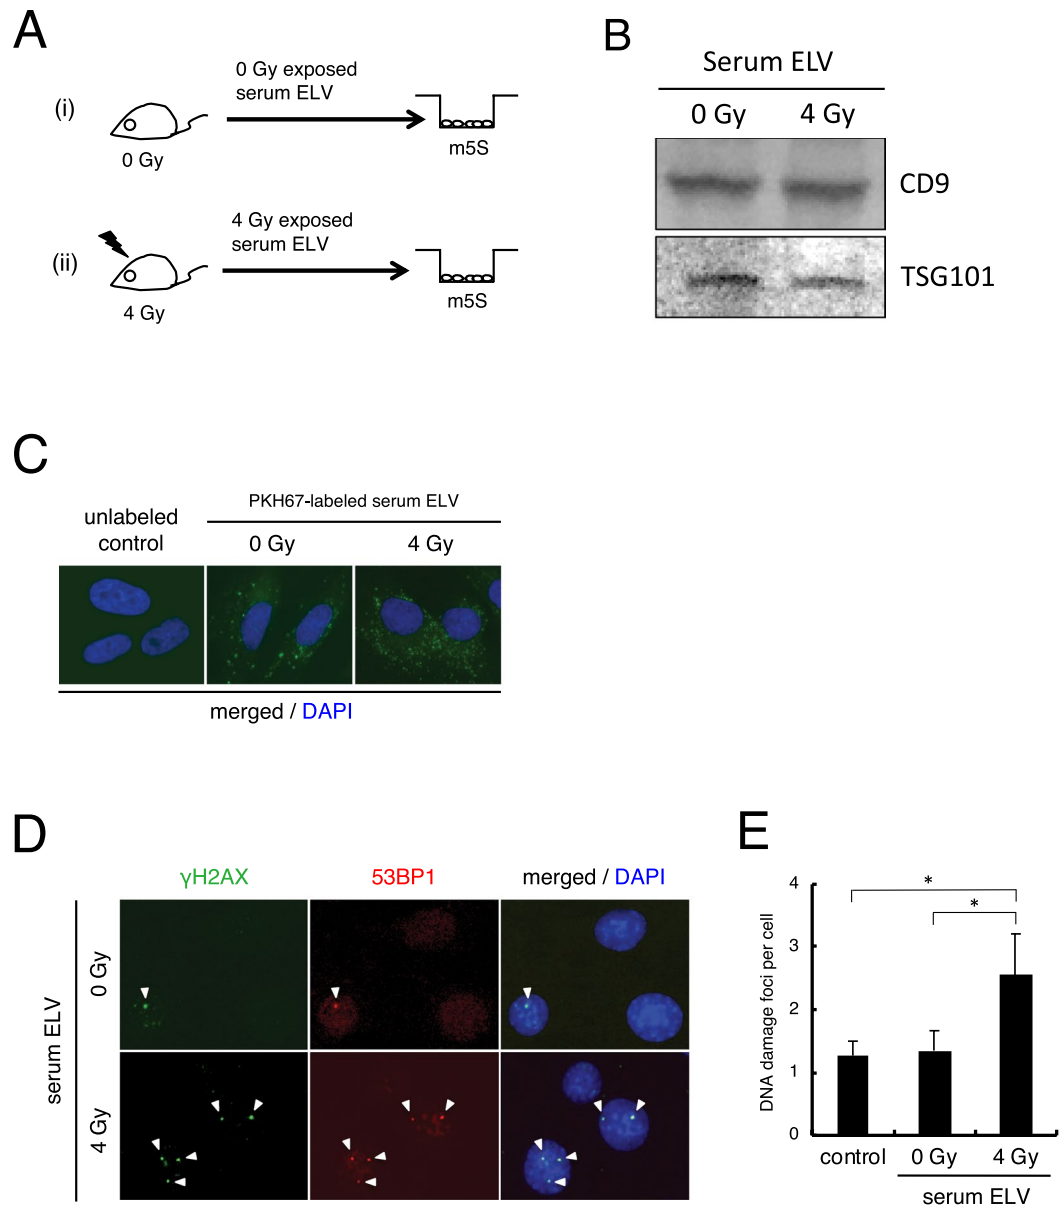 A
(i)
0 Gy exposed
serum ELV
0 Gy
m5S
(ii)
4 Gy exposed
serum ELV
4 Gy
m5S
B
Serum ELV
0 Gy 4 Gy
CD9
TSG101
C
unlabeled
control
PKH67-labeled serum ELV
0 Gy 4 Gy
merged / DAPI
D
γH2AX 53BP1 merged / DAPI
serum ELV
0 Gy
4 Gy
E
DNA damage foci per cell
4
3
2
1
0
*
*
control 0 Gy 4 Gy
serum ELV